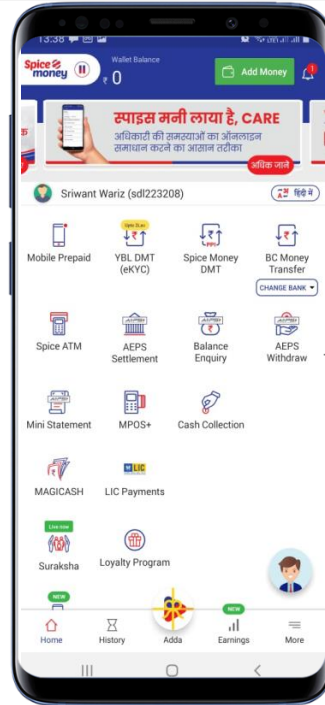 13.38
Wallet Balance
Spice
money
₹ 0
Add Money
1
स्पाइस मनी लाया है, CARE
अधिकारी की समस्याओं का ऑनलाइन
समाधान करने का आसान तरीका
अधिक जाने
Sriwant Wariz (sdl223208)
हिंदी में
Mobile Prepaid
YBL DMT
(eKYC)
Spice Money
DMT
BC Money
Transfer
CHANGE BANK
Spice ATM
AEPS
Settlement
Balance
Enquiry
AEPS
Withdraw
Mini Statement
MPOS+
Cash Collection
LIC
MAGICASH
LIC Payments
Live now
Suraksha
Loyalty Program
NEW
NEW
Home
History
Adda
Earnings
More